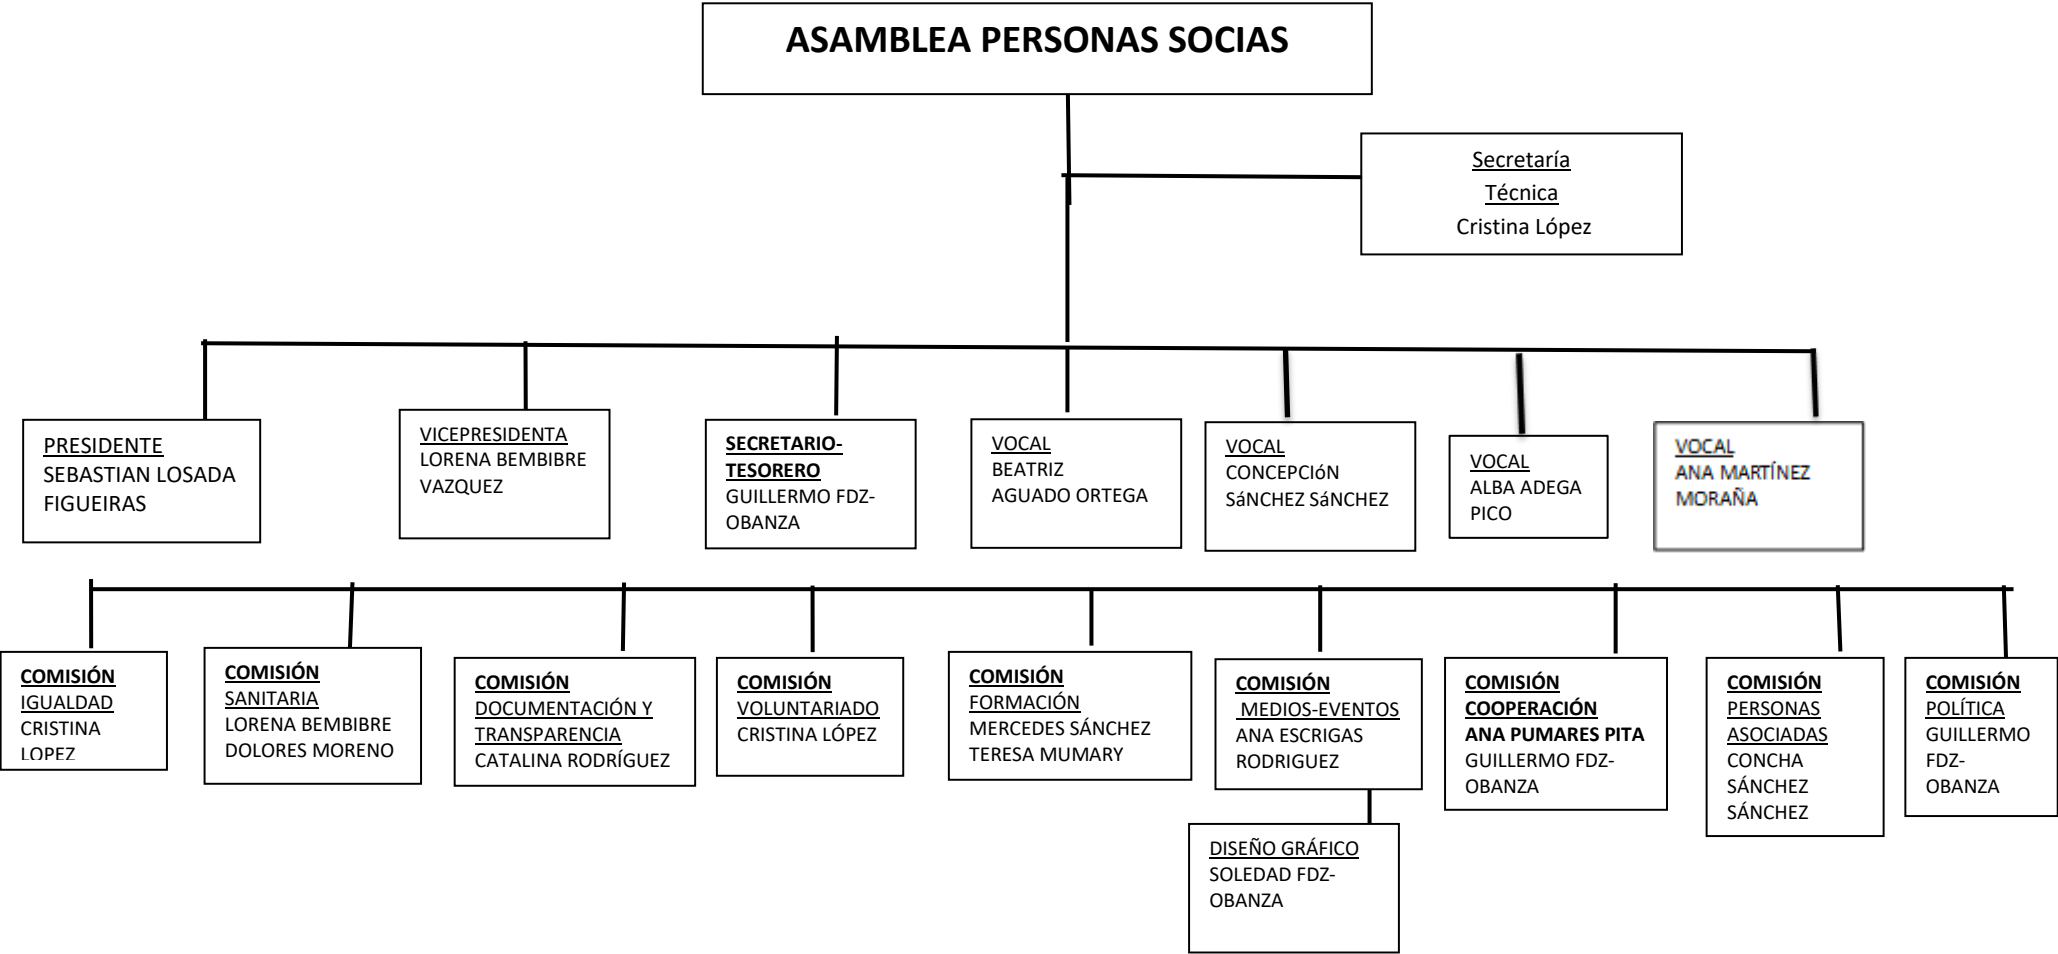 ASAMBLEA PERSONAS SOCIAS
Secretaría
Técnica
Cristina López
PRESIDENTE
SEBASTIAN LOSADA
FIGUEIRAS
VICEPRESIDENTA
LORENA BEMBIBRE
VAZQUEZ
SECRETARIO-
TESORERO
GUILLERMO FDZ-
OBANZA
VOCAL
BEATRIZ
AGUADO ORTEGA
VOCAL
CONCEPCIóN
SáNCHEZ SáNCHEZ
VOCAL
ALBA ADEGA
PICO
VOCAL
ANA MARTÍNEZ
MORAÑA
COMISIÓN
IGUALDAD
CRISTINA
LOPEZ
COMISIÓN
SANITARIA
LORENA BEMBIBRE
DOLORES MORENO
COMISIÓN
DOCUMENTACIÓN Y
TRANSPARENCIA
CATALINA RODRÍGUEZ
COMISIÓN
VOLUNTARIADO
CRISTINA LÓPEZ
COMISIÓN
FORMACIÓN
MERCEDES SÁNCHEZ
TERESA MUMARY
COMISIÓN
MEDIOS-EVENTOS
ANA ESCRIGAS
RODRIGUEZ
COMISIÓN
COOPERACIÓN
ANA PUMARES PITA
GUILLERMO FDZ-
OBANZA
COMISIÓN
PERSONAS
ASOCIADAS
CONCHA
SÁNCHEZ
SÁNCHEZ
COMISIÓN
POLÍTICA
GUILLERMO
FDZ-
OBANZA
DISEÑO GRÁFICO
SOLEDAD FDZ-
OBANZA